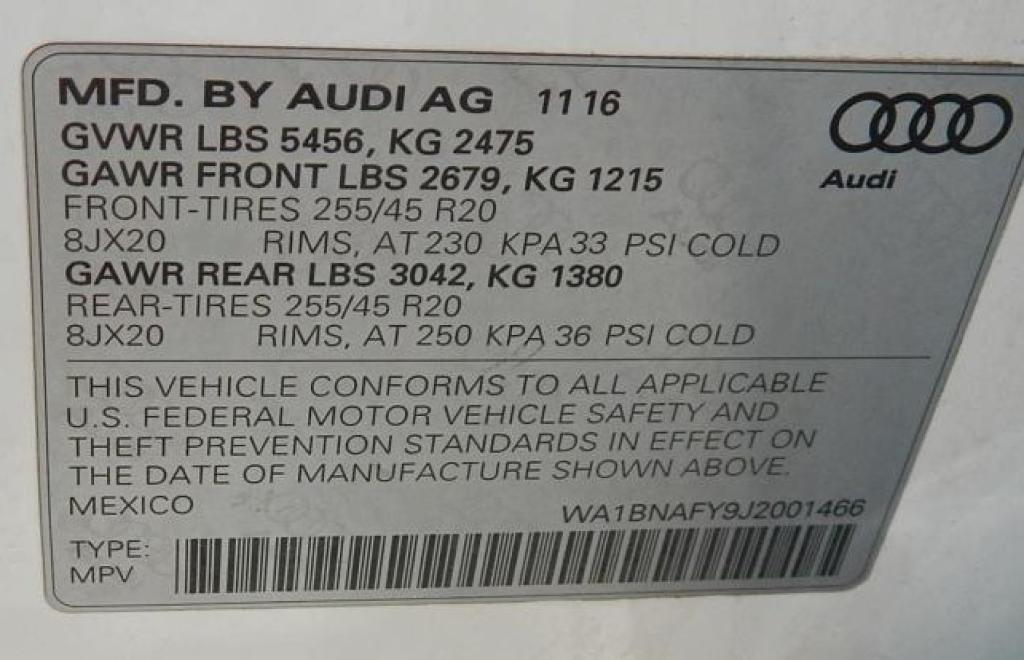 MFD. BY AUDI AG 11 16
GVWR LBS 5456, KG 2475
GAWR FRONT LBS 2679, KG 1215
FRONT-TIRES 255/45 R20
8JX20 RIMS, AT 230 KPA 33 PSI COLD
GAWR REAR LBS 3042, KG 1380
REAR-TIRES 255/45 R20
8JX20 RIMS, AT 250 KPA 36 PSI COLD
Audi
THIS VEHICLE CONFORMS TO ALL APPLICABLE
U.S. FEDERAL MOTOR VEHICLE SAFETY AND
THEFT PREVENTION STANDARDS IN EFFECT ON
THE DATE OF MANUFACTURE SHOWN ABOVE.
MEXICO
WA1BNAFY9J2001466
TYPE:
MPV